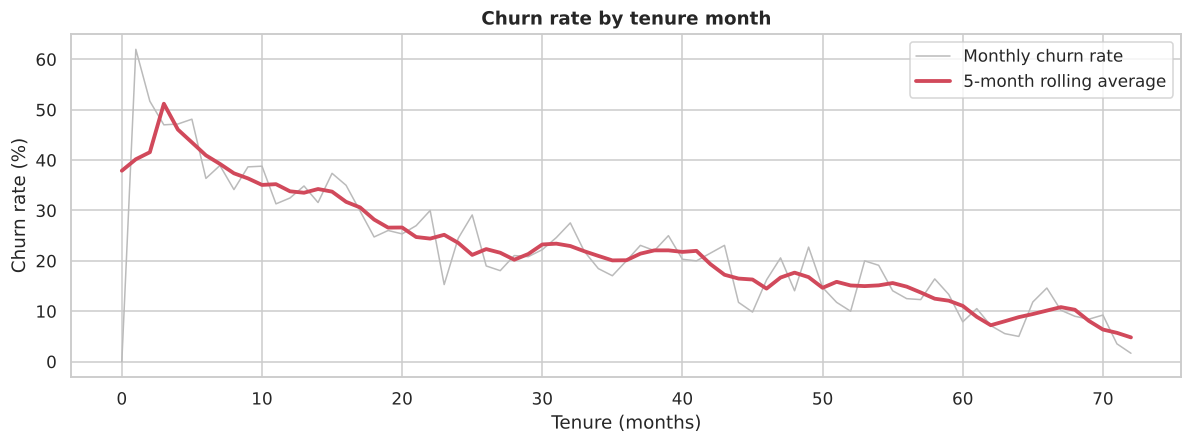 Churn rate by tenure month
Monthly churn rate
5-month rolling average
Churn rate (%)
60
50
40
30
20
10
0
0 10 20 30 40 50 60 70
Tenure (months)